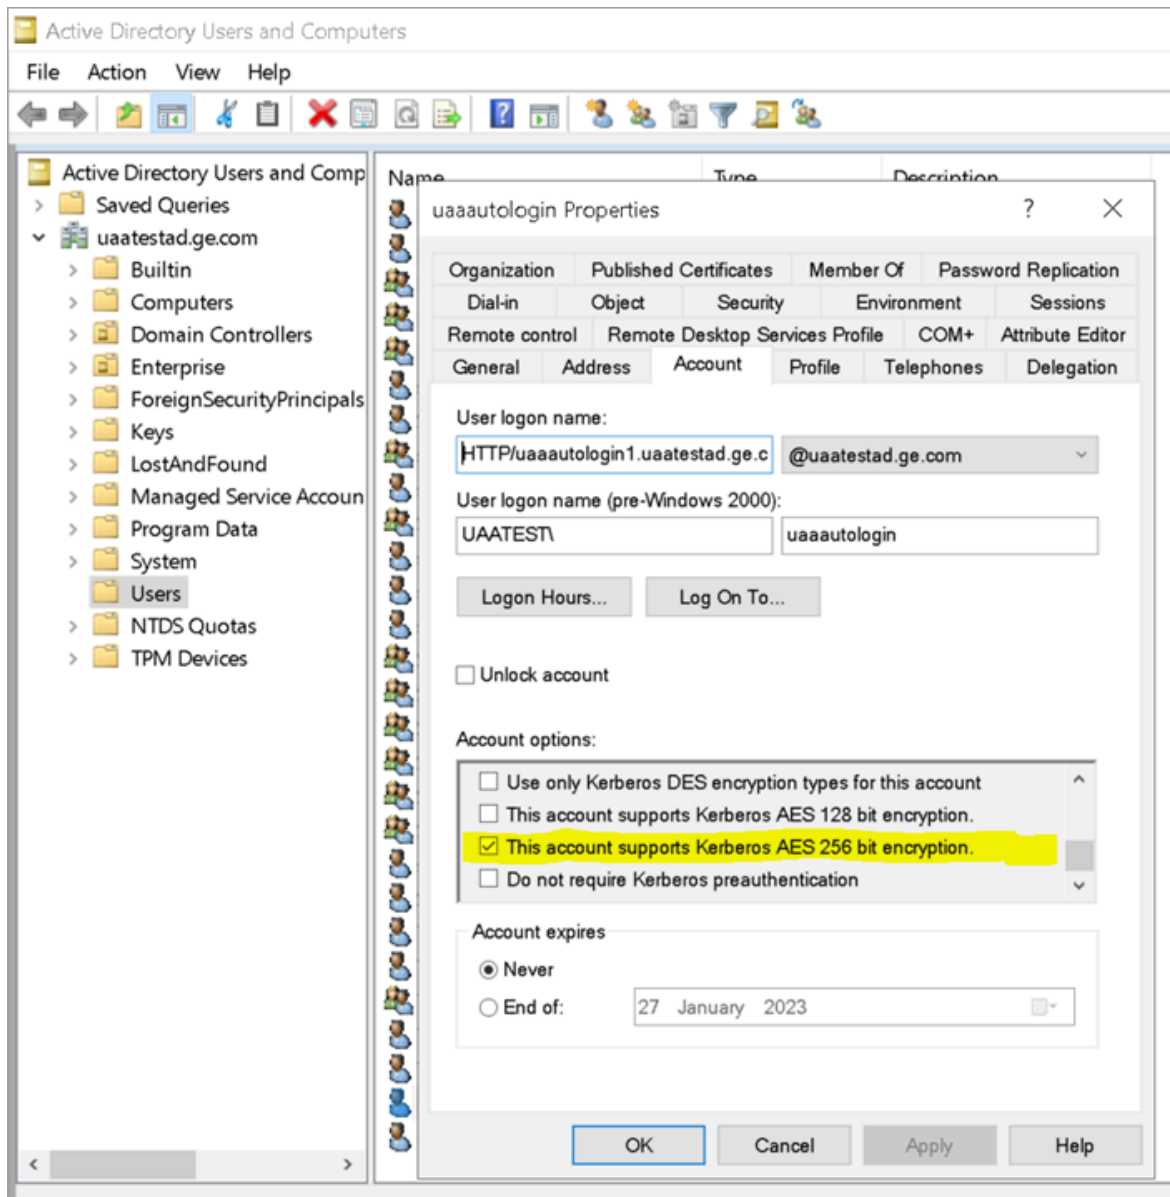 Active Directory Users and Computers
File Action View Help
Active Directory Users and Comp
Saved Queries
uaatestad.ge.com
Builtin
Computers
Domain Controllers
Enterprise
ForeignSecurityPrincipals
Keys
LostAndFound
Managed Service Accoun
Program Data
System
Users
NTDS Quotas
TPM Devices
Name Type Description
uaaautologin Properties
Organization Published Certificates Member Of Password Replication
Dial-in Object Security Environment Sessions
Remote control Remote Desktop Services Profile COM+ Attribute Editor
General Address Account Profile Telephones Delegation
User logon name:
HTTP/uaaautologin1.uaatestad.ge.c @uaatestad.ge.com
User logon name (pre-Windows 2000):
UAATEST\ uaaautologin
Logon Hours... Log On To...
Unlock account
Account options:
Use only Kerberos DES encryption types for this account
This account supports Kerberos AES 128 bit encryption.
This account supports Kerberos AES 256 bit encryption.
Do not require Kerberos preauthentication
Account expires
Never
End of: 27 January 2023
OK Cancel Apply Help